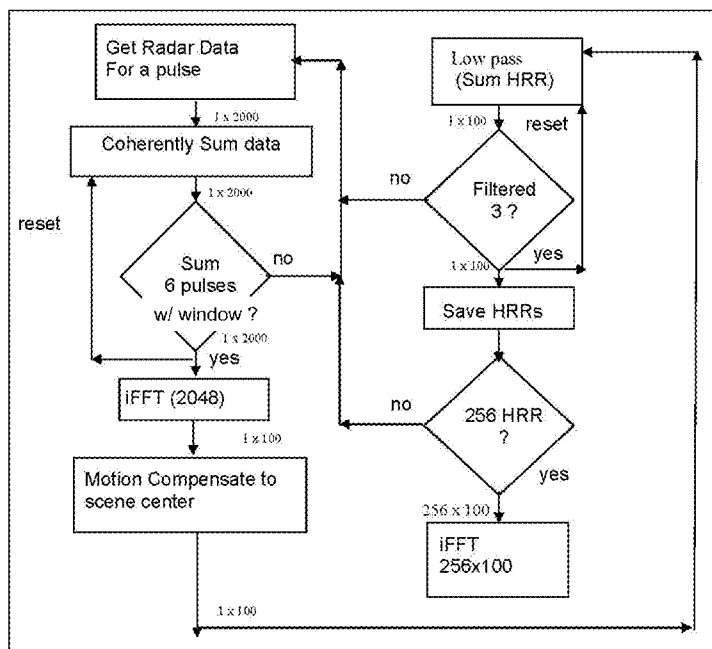 Get Radar Data
For a pulse
1 x 2000
Coherently Sum data
1 x 2000
reset
Sum
6 pulses
w/ window ?
no
1 x 2000
yes
iFFT (2048)
1 x 100
Motion Compensate to
scene center
1 x 100
Low pass
(Sum HRR)
1 x 100
reset
no
Filtered
3 ?
yes
1 x 100
Save HRRs
no
256 HRR
?
yes
256 x 100
iFFT
256x100